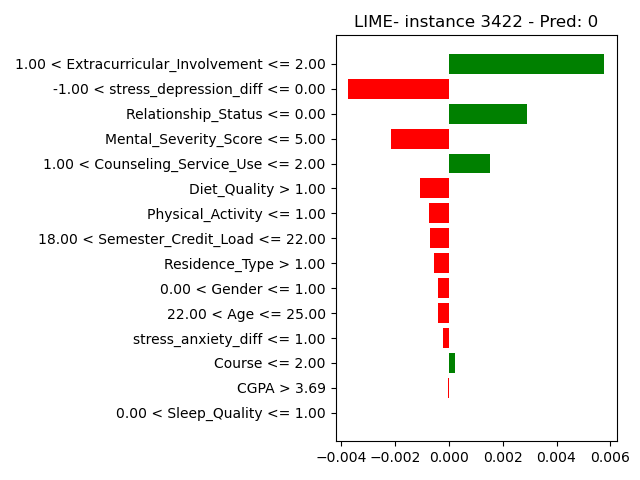 LIME- instance 3422 - Pred: 0
1.00 < Extracurricular_Involvement <= 2.00
-1.00 < stress_depression_diff <= 0.00
Relationship_Status <= 0.00
Mental_Severity_Score <= 5.00
1.00 < Counseling_Service_Use <= 2.00
Diet_Quality > 1.00
Physical_Activity <= 1.00
18.00 < Semester_Credit_Load <= 22.00
Residence_Type > 1.00
0.00 < Gender <= 1.00
22.00 < Age <= 25.00
stress_anxiety_diff <= 1.00
Course <= 2.00
CGPA > 3.69
0.00 < Sleep_Quality <= 1.00
−0.004 −0.002 0.000 0.002 0.004 0.006